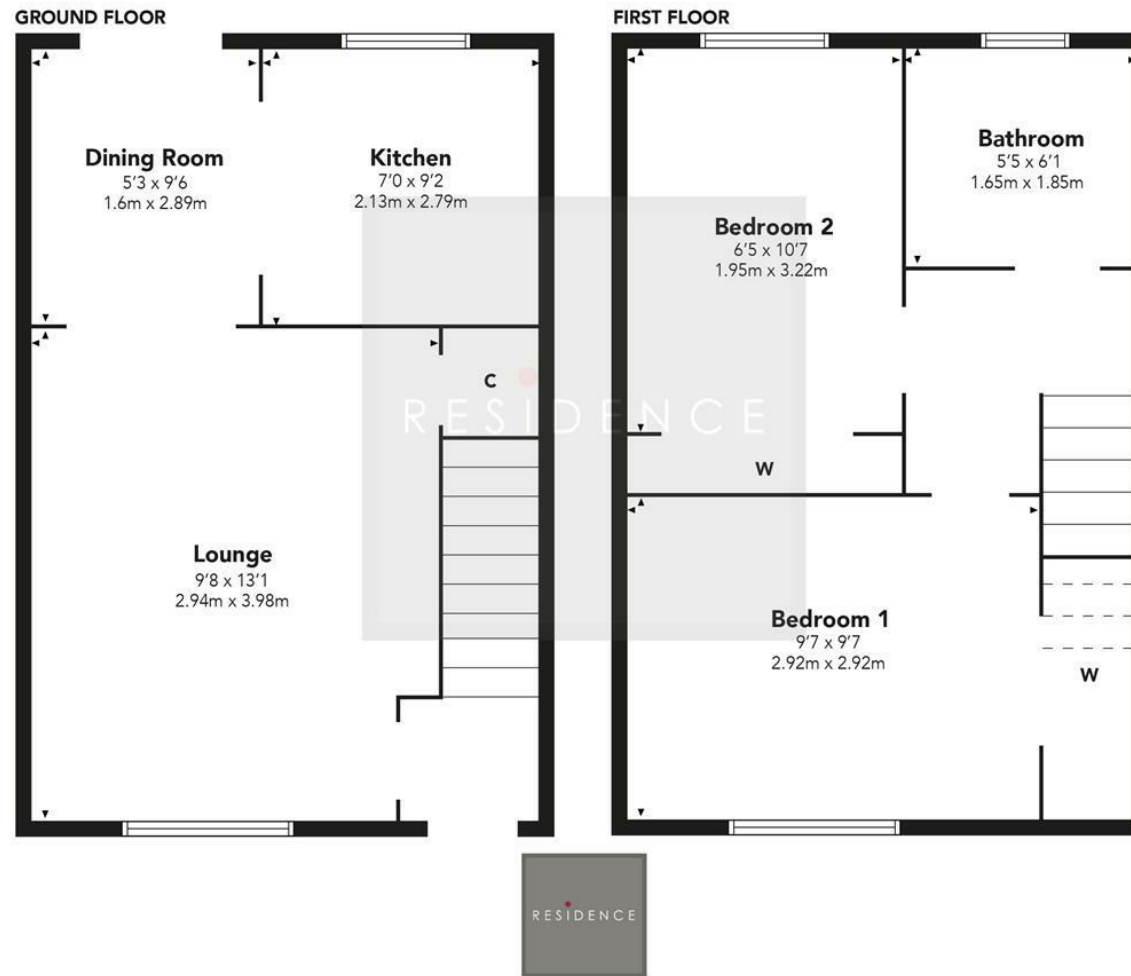 GROUND FLOOR
FIRST FLOOR
Dining Room
5'3 x 9'6
1.6m x 2.89m
Kitchen
7'0 x 9'2
2.13m x 2.79m
C
Lounge
9'8 x 13'1
2.94m x 3.98m
Bathroom
5'5 x 6'1
1.65m x 1.85m
Bedroom 2
6'5 x 10'7
1.95m x 3.22m
W
Bedroom 1
9'7 x 9'7
2.92m x 2.92m
W
RESIDENCE
RESIDENCE